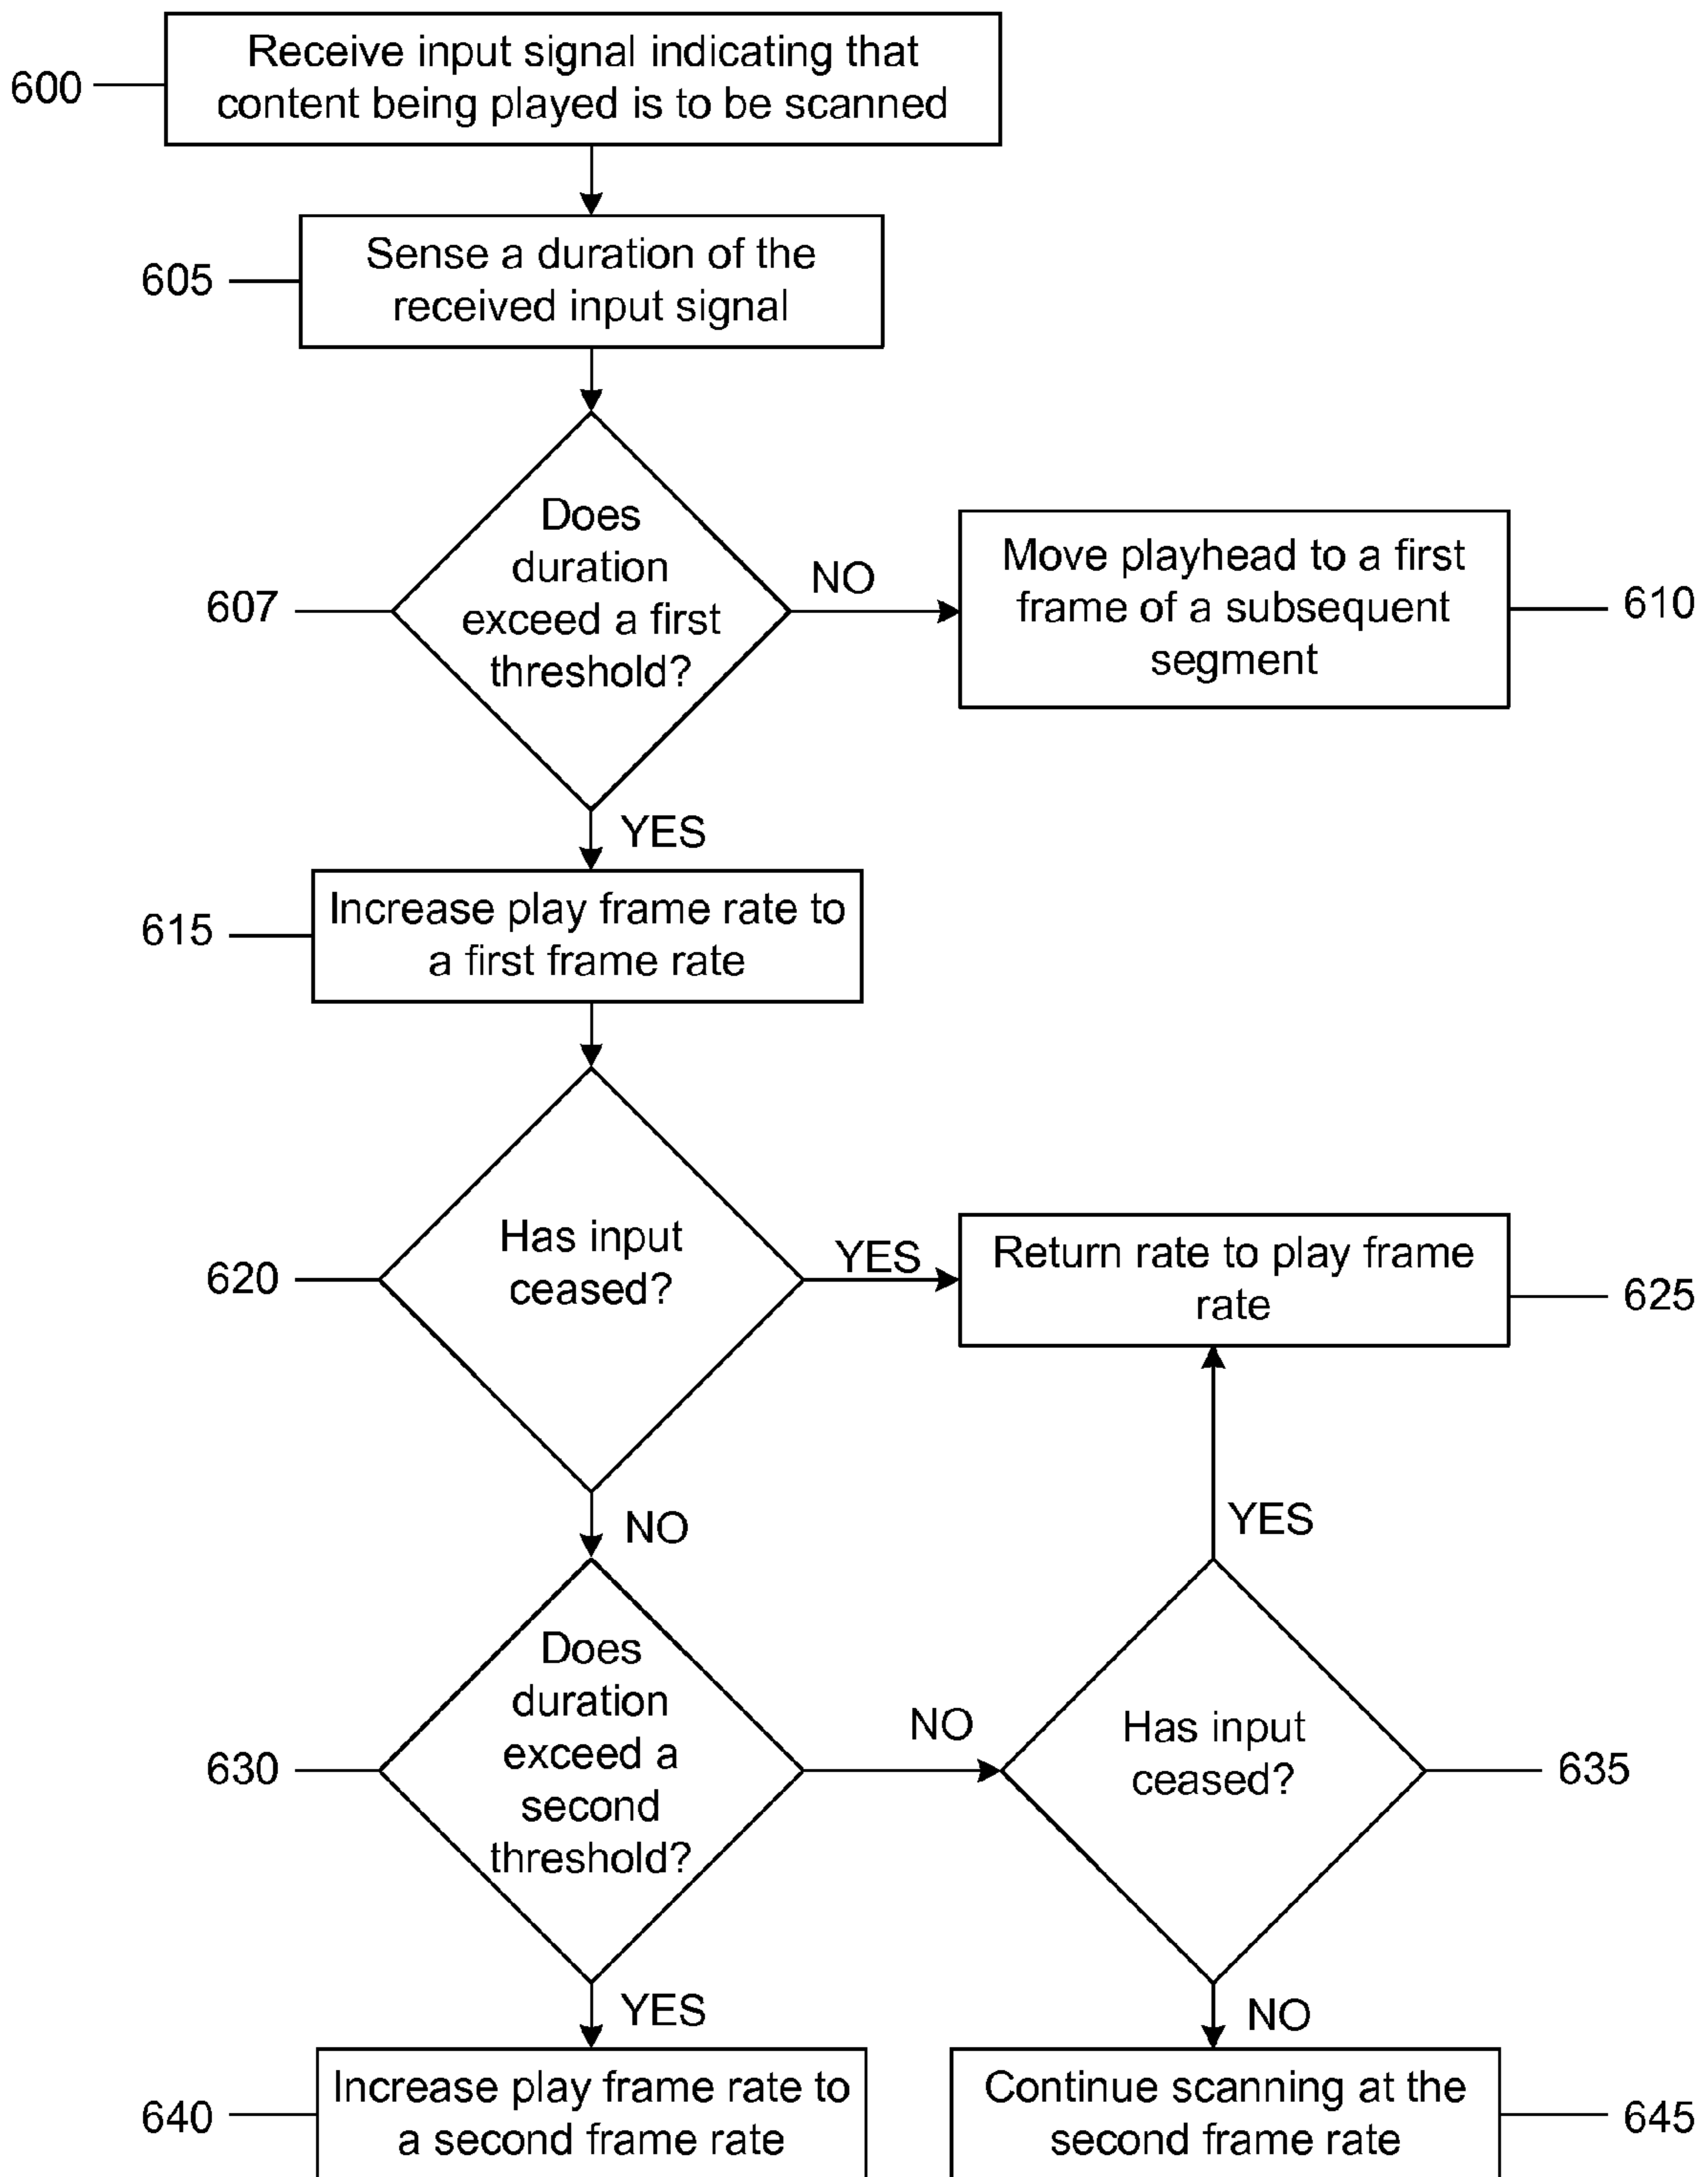 Receive input signal indicating that
content being played is to be scanned
600
Sense a duration of the
received input signal
605
Does
duration
exceed a first
threshold?
607
NO
Move playhead to a first
frame of a subsequent
segment
610
YES
Increase play frame rate to
a first frame rate
615
Has input
ceased?
620
YES
Return rate to play frame
rate
625
NO
YES
Does
duration
exceed a
second
threshold?
630
NO
Has input
ceased?
635
YES
NO
Increase play frame rate to
a second frame rate
640
Continue scanning at the
second frame rate
645